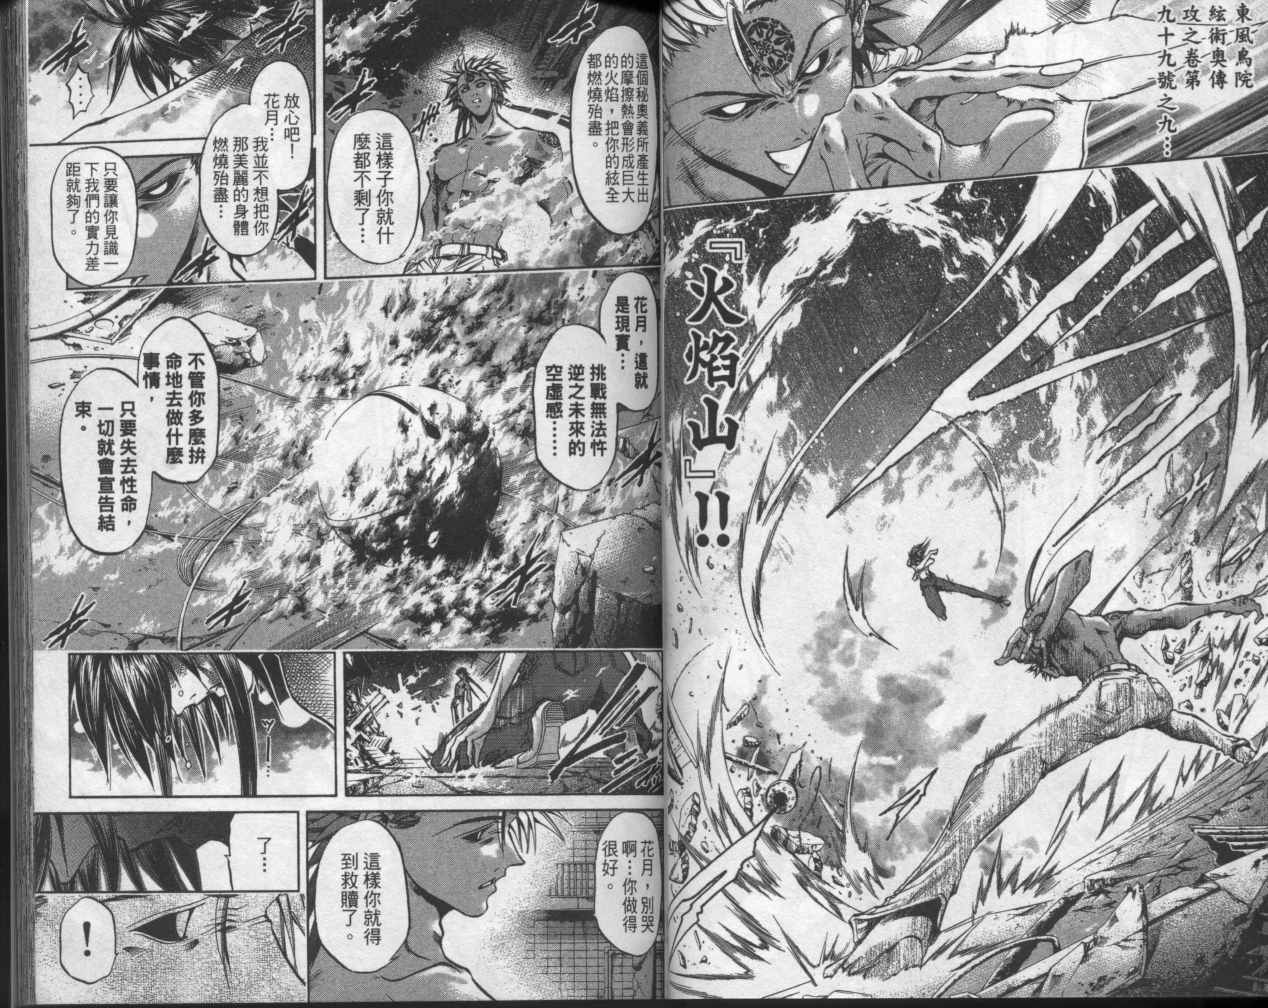 東風鳥院
絃術奧傳
攻之卷第
九十九號之九…
『火焰山』!!
這個秘奧義所產生出
的摩擦熱會形成巨大
的火焰，把你的絃全
都燃燒殆盡。
這樣子你就什
麼都不剩了…
……
放心吧！
花月…
我並不想把你
那美麗的身體
燃燒殆盡…
只要讓你見識一
下我們的實力差
距就夠了。
花月，這就
是現實…
挑戰無法忤
逆之未來的
空虛感……
不管你多麼拚
命地去做什麼
事情，
只要失去性命，
一切就會宣告結
束。
花月，別哭
啊…你做得
很好。
這樣你就得
到救贖了。
了…
！